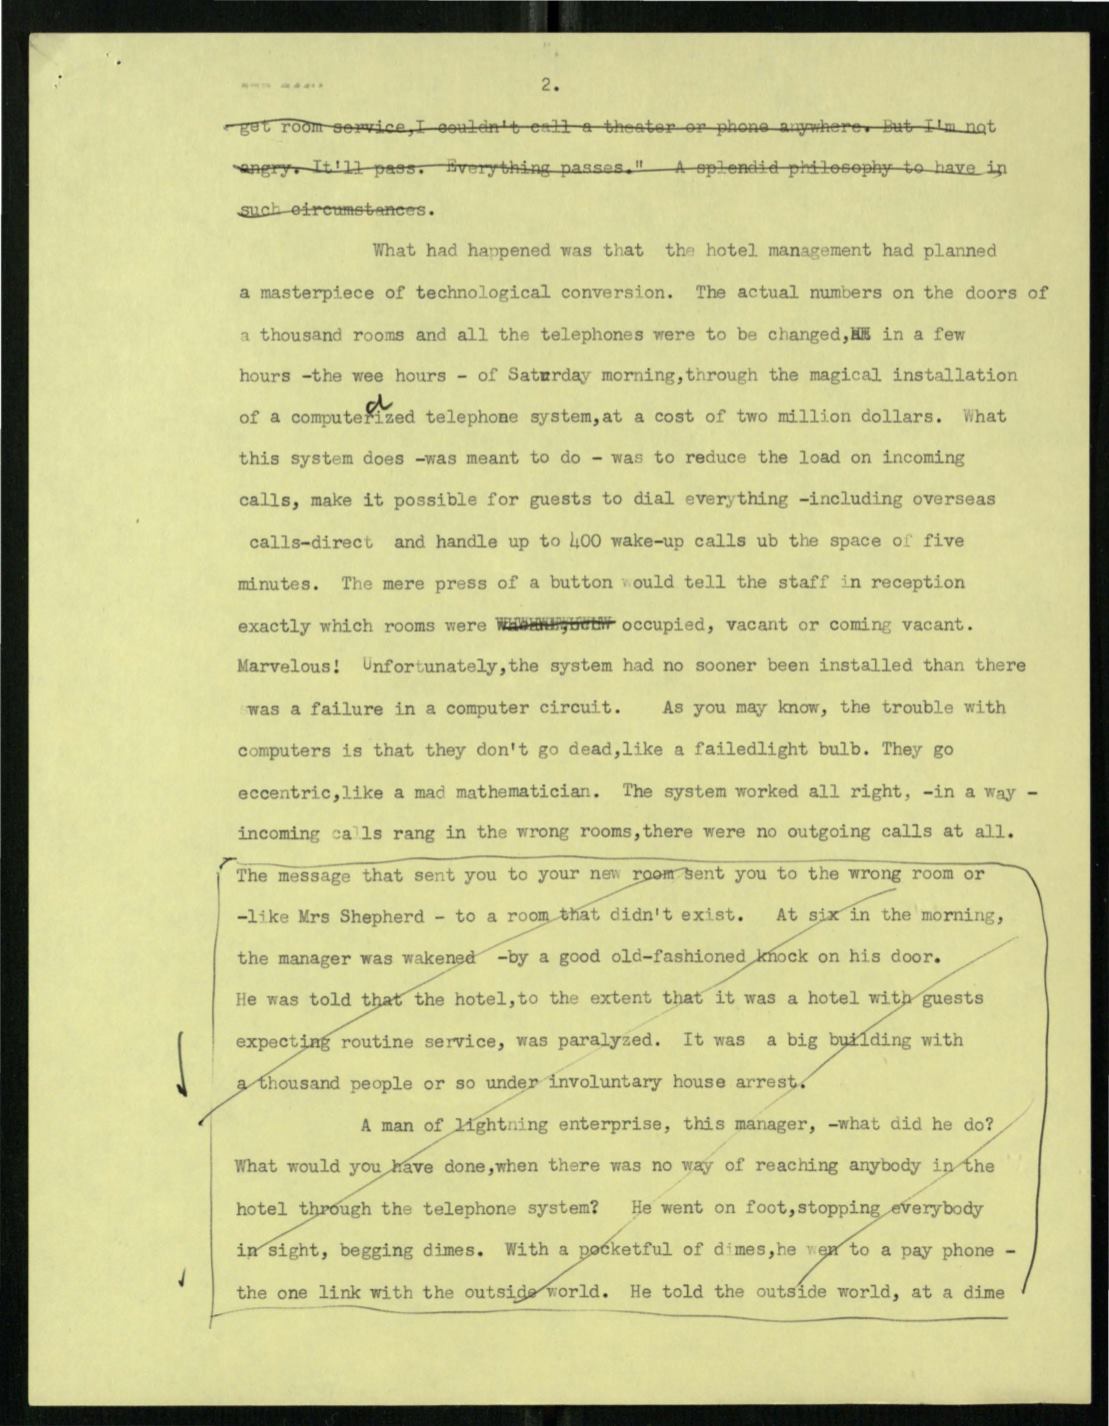 2.
get room service,I couldn't call a theater or phone anywhere. But I'm not
angry. It'll pass. Everything passes." A splendid philosophy to have in
such circumstances.
What had happened was that the hotel management had planned
a masterpiece of technological conversion. The actual numbers on the doors of
a thousand rooms and all the telephones were to be changed, in a few
hours -the wee hours - of Saturday morning,through the magical installation
d
of a computerized telephone system,at a cost of two million dollars. What
this system does -was meant to do - was to reduce the load on incoming
calls, make it possible for guests to dial everything -including overseas
calls-direct and handle up to 400 wake-up calls ub the space of five
minutes. The mere press of a button would tell the staff in reception
exactly which rooms were occupied, vacant or coming vacant.
Marvelous! Unfortunately,the system had no sooner been installed than there
was a failure in a computer circuit. As you may know, the trouble with
computers is that they don't go dead,like a failedlight bulb. They go
eccentric,like a mad mathematician. The system worked all right, -in a way -
incoming calls rang in the wrong rooms,there were no outgoing calls at all.
The message that sent you to your new room sent you to the wrong room or
-like Mrs Shepherd - to a room that didn't exist. At six in the morning,
the manager was wakened -by a good old-fashioned knock on his door.
He was told that the hotel,to the extent that it was a hotel with guests
expecting routine service, was paralyzed. It was a big building with
a thousand people or so under involuntary house arrest.
A man of lightning enterprise, this manager, -what did he do?
What would you have done,when there was no way of reaching anybody in the
hotel through the telephone system? He went on foot,stopping everybody
in sight, begging dimes. With a pocketful of dimes,he wen to a pay phone -
the one link with the outside world. He told the outside world, at a dime